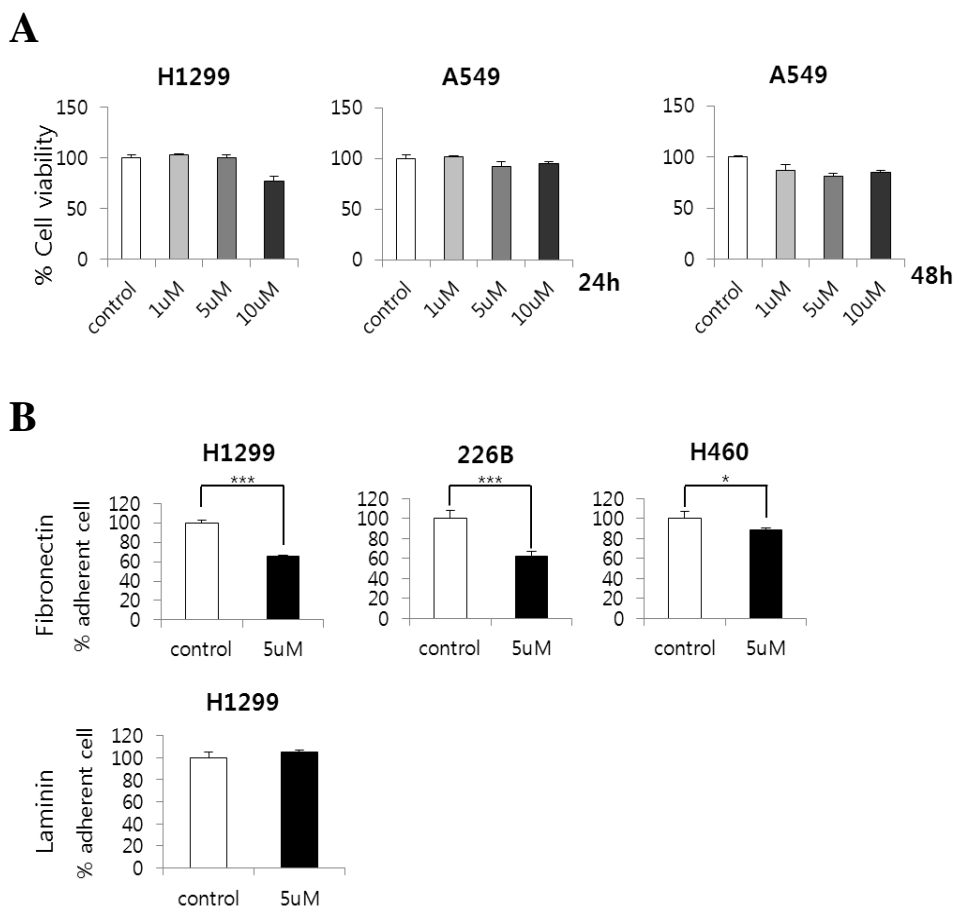 A
H1299
A549
A549
% Cell viability
150
100
50
0
control
1uM
5uM
10uM
150
100
50
0
control
1uM
5uM
10uM
24h
150
100
50
0
control
1uM
5uM
10uM
48h
B
H1299
226B
H460
Fibronectin
% adherent cell
120
100
80
60
40
20
0
***
control
5uM
120
100
80
60
40
20
0
***
control
5uM
120
100
80
60
40
20
0
*
control
5uM
H1299
Laminin
% adherent cell
120
100
80
60
40
20
0
control
5uM